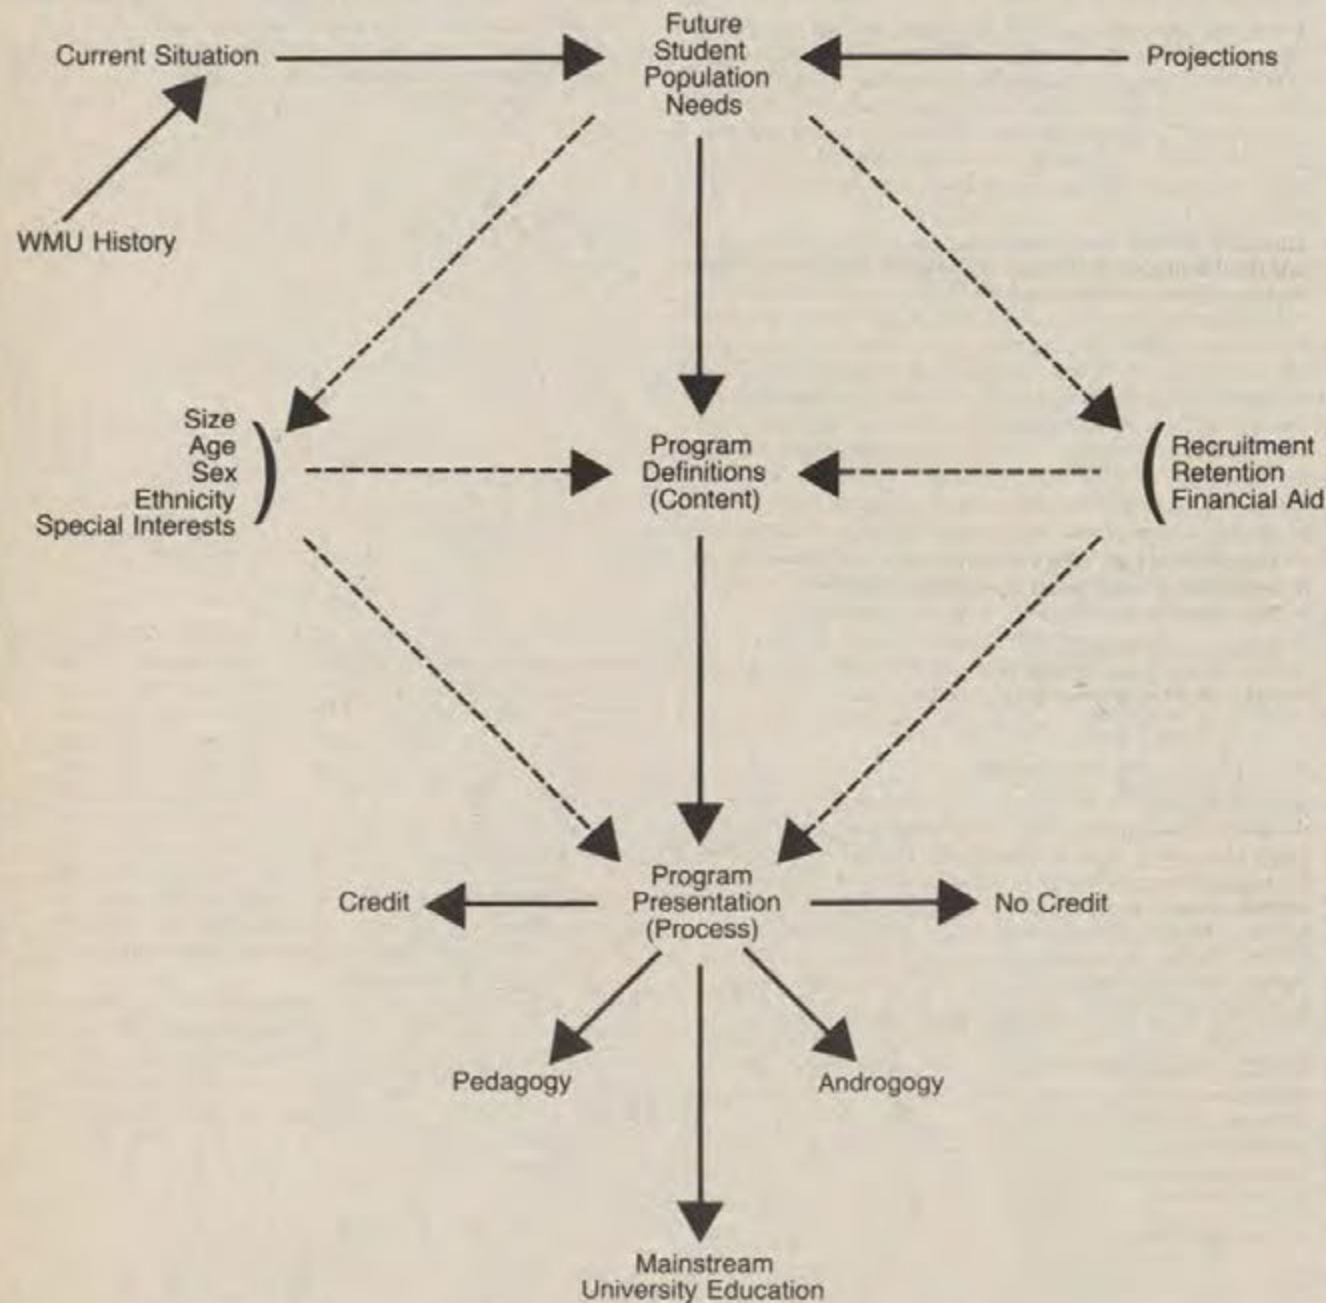 Future
Student
Population
Needs
Current Situation
Projections
WMU History
Size
Age
Sex
Ethnicity
Special Interests
Program
Definitions
(Content)
Recruitment
Retention
Financial Aid
Program
Presentation
(Process)
Credit
No Credit
Pedagogy
Androgogy
Mainstream
University Education